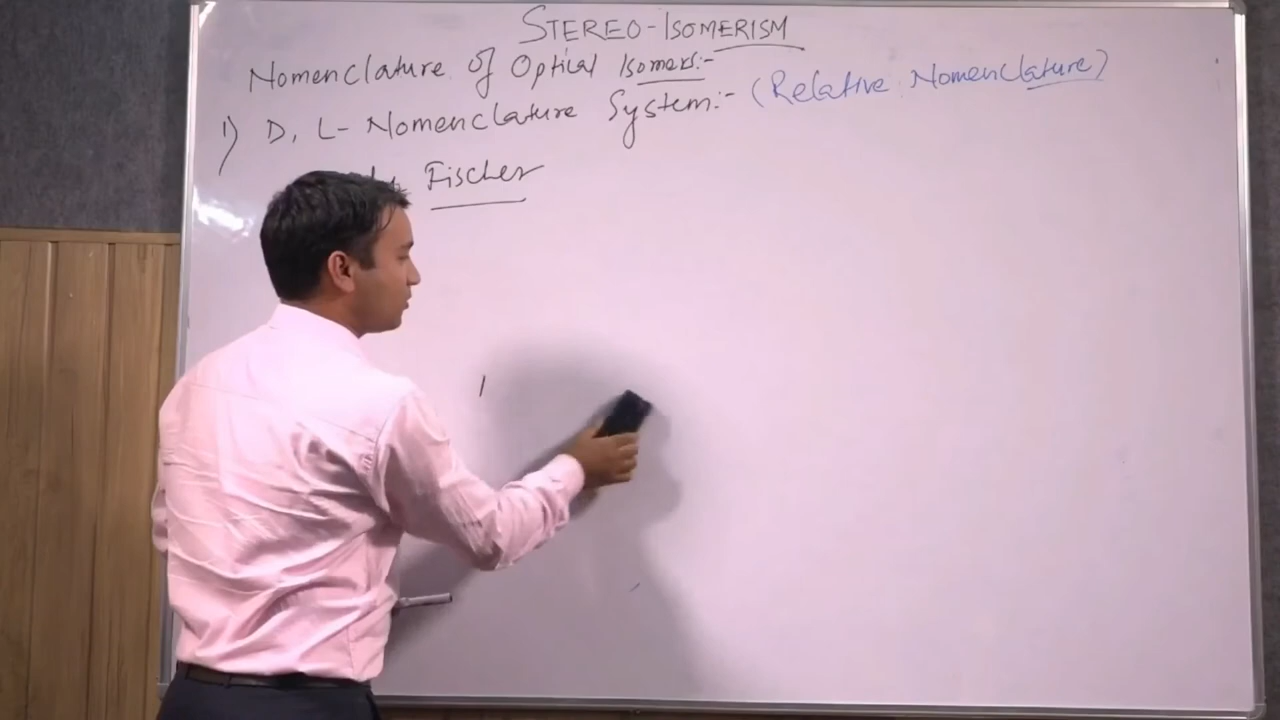 STEREO-ISOMERISM
Nomenclature of Optical Isomers:-
1) D, L- Nomenclature System:- (Relative Nomenclature)
Fischer